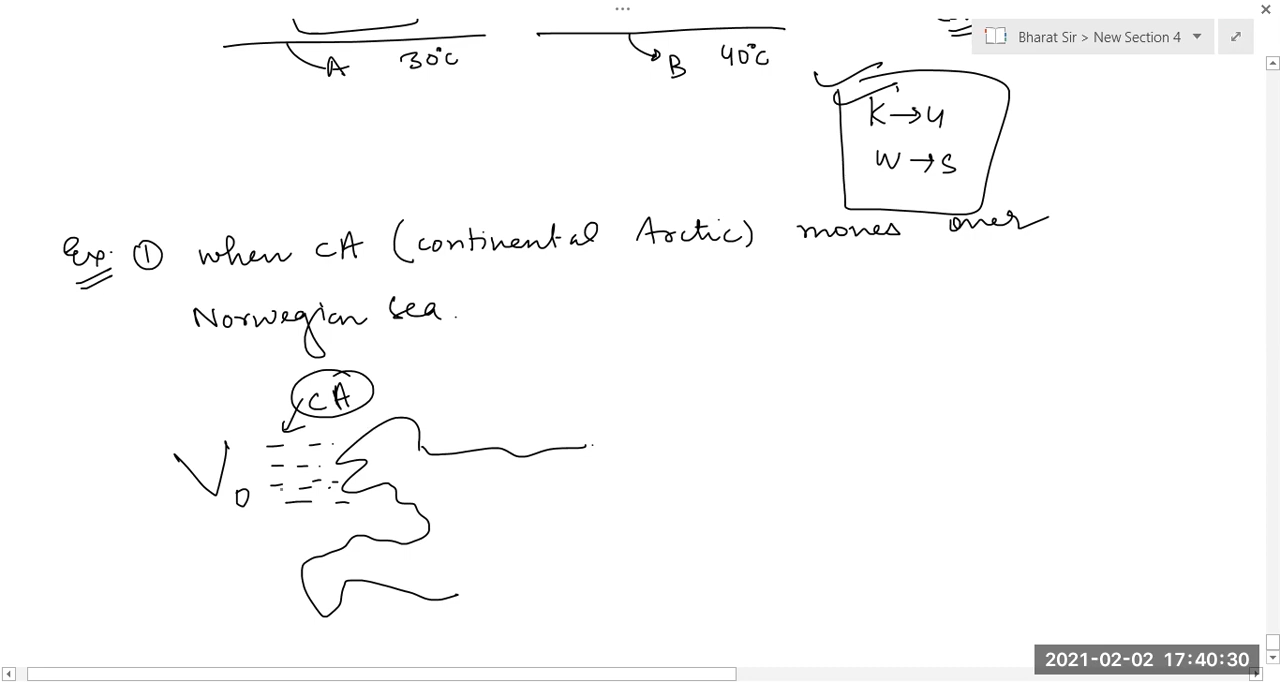 Bharat Sir > New Section 4
A 30°C
B 40°C
K → U
W → S
Ex: ① when CA (continental Arctic) moves over
Norwegian sea.
CA
2021-02-02 17:40:30